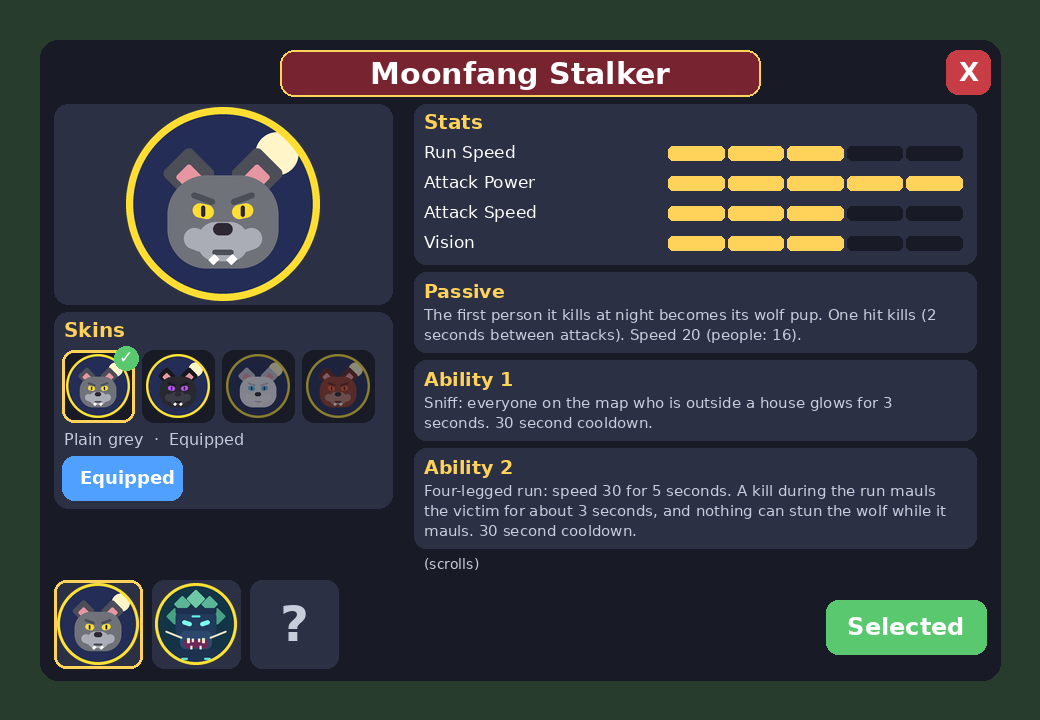 Moonfang Stalker
X
Stats
Run Speed
Attack Power
Attack Speed
Vision
Passive
The first person it kills at night becomes its wolf pup. One hit kills (2
seconds between attacks). Speed 20 (people: 16).
Skins
✓
Plain grey · Equipped
Equipped
Ability 1
Sniff: everyone on the map who is outside a house glows for 3
seconds. 30 second cooldown.
Ability 2
Four-legged run: speed 30 for 5 seconds. A kill during the run mauls
the victim for about 3 seconds, and nothing can stun the wolf while it
mauls. 30 second cooldown.
(scrolls)
?
Selected